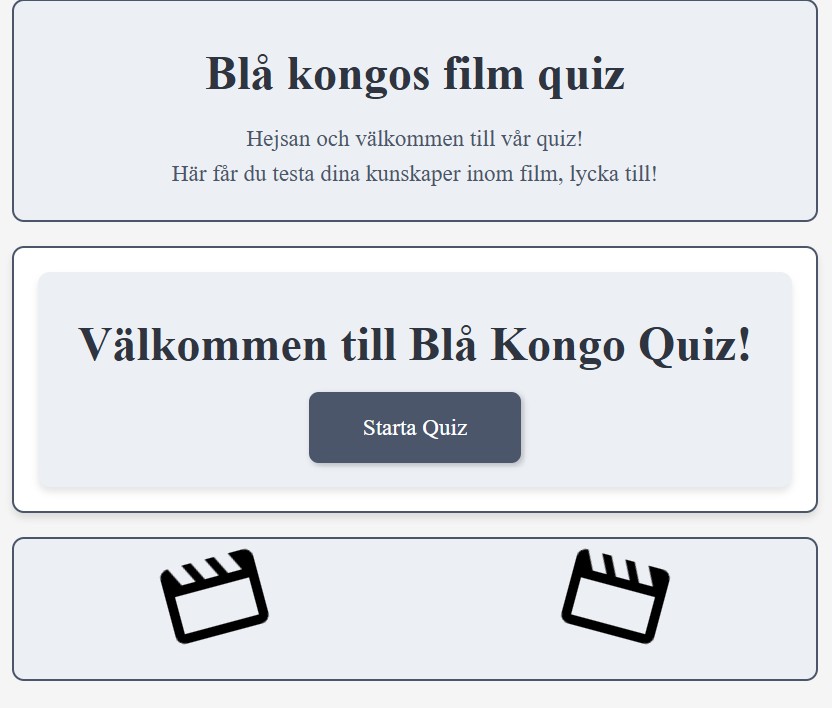 Blå kongos film quiz
Hejsan och välkommen till vår quiz!
Här får du testa dina kunskaper inom film, lycka till!
Välkommen till Blå Kongo Quiz!
Starta Quiz